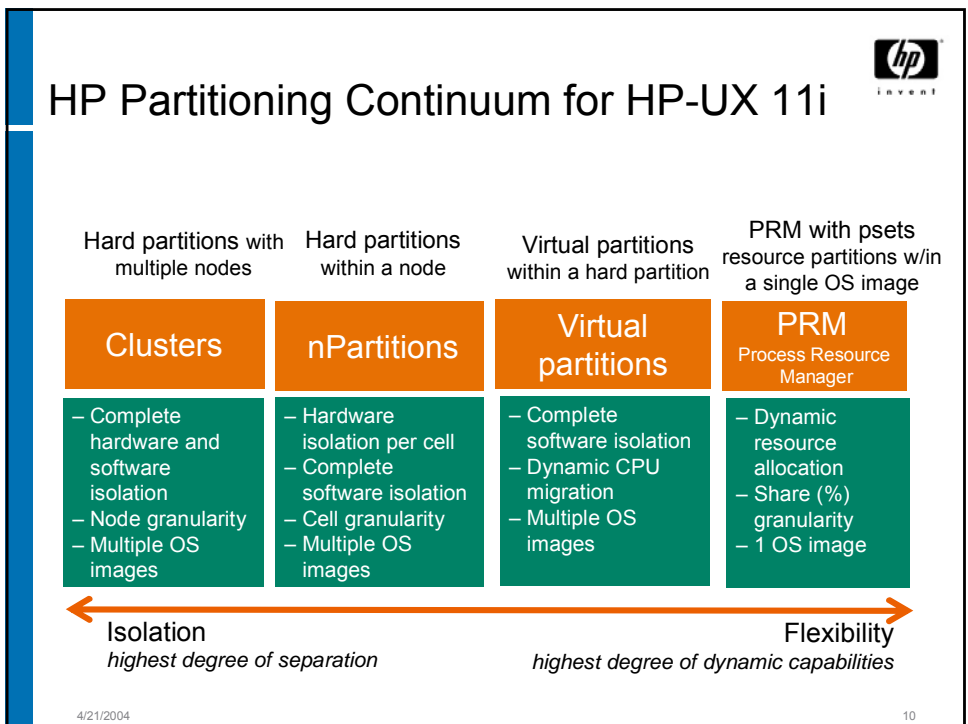 hp
invent
HP Partitioning Continuum for HP-UX 11i
Hard partitions with
multiple nodes
Hard partitions
within a node
Virtual partitions
within a hard partition
PRM with psets
resource partitions w/in
a single OS image
Clusters
nPartitions
Virtual
partitions
PRM
Process Resource
Manager
– Complete
hardware and
software
isolation
– Node granularity
– Multiple OS
images
– Hardware
isolation per cell
– Complete
software isolation
– Cell granularity
– Multiple OS
images
– Complete
software isolation
– Dynamic CPU
migration
– Multiple OS
images
– Dynamic
resource
allocation
– Share (%)
granularity
– 1 OS image
Isolation
highest degree of separation
Flexibility
highest degree of dynamic capabilities
4/21/2004
10